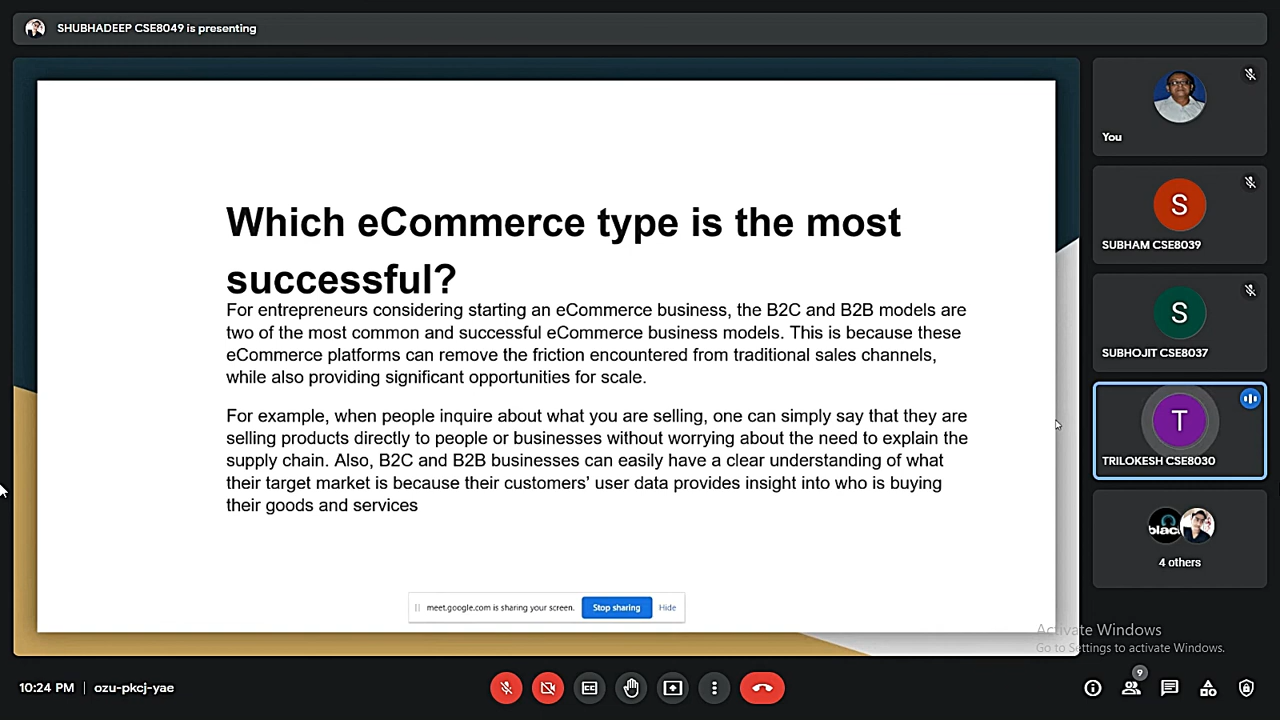 SHUBHADEEP CSE8049 is presenting
Which eCommerce type is the most
successful?
For entrepreneurs considering starting an eCommerce business, the B2C and B2B models are
two of the most common and successful eCommerce business models. This is because these
eCommerce platforms can remove the friction encountered from traditional sales channels,
while also providing significant opportunities for scale.
For example, when people inquire about what you are selling, one can simply say that they are
selling products directly to people or businesses without worrying about the need to explain the
supply chain. Also, B2C and B2B businesses can easily have a clear understanding of what
their target market is because their customers’ user data provides insight into who is buying
their goods and services
meet.google.com is sharing your screen.
Stop sharing
Hide
You
S
SUBHAM CSE8039
S
SUBHOJIT CSE8037
T
TRILOKESH CSE8030
blac
4 others
Activate Windows
Go to Settings to activate Windows.
10:24 PM | ozu-pkcj-yae
9